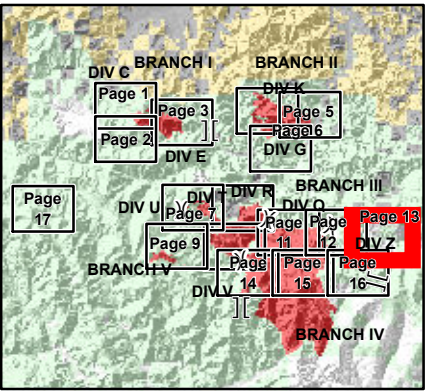 BRANCH I
BRANCH II
DIV C
DIV K
Page 1
Page 3
Page 5
Page 6
Page 2
DIV G
DIV E
BRANCH III
DIV R
Page
17
DIV U
DIV Q
Page 7
Page
11
Page
12
Page 13
DIV Z
Page 9
BRANCH V
Page
14
Page
15
Page
16
DIV V
BRANCH IV